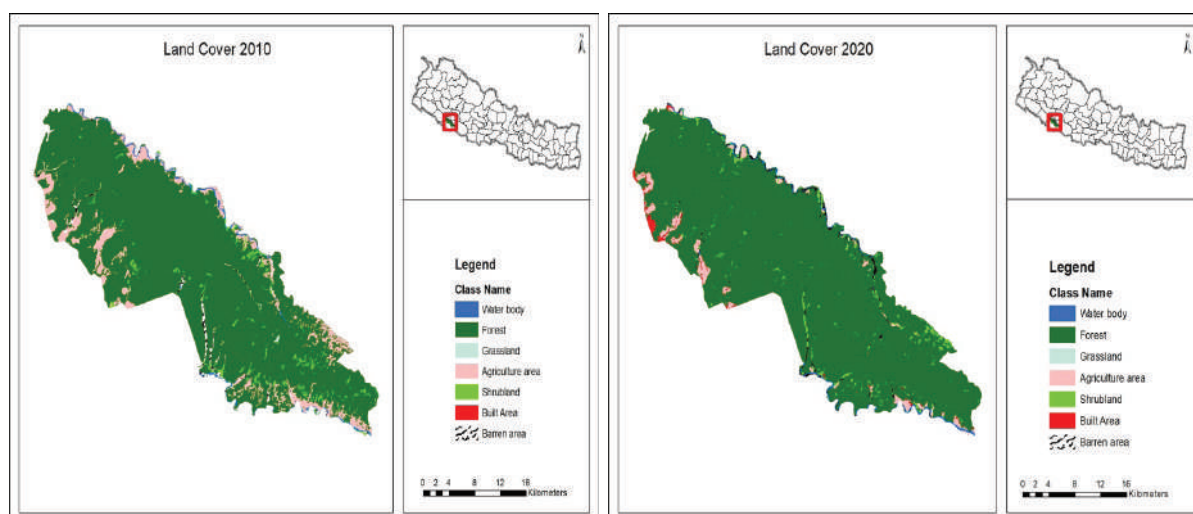 Land Cover 2010
N
Legend
Class Name
Water body
Forest
Grassland
Agriculture area
Shrubland
Built Area
Barren area
0 2 4 8 12 16
Kilometers
Land Cover 2020
N
Legend
Class Name
Water body
Forest
Grassland
Agriculture area
Shrubland
Built Area
Barren area
0 2 4 8 12 16
Kilometers